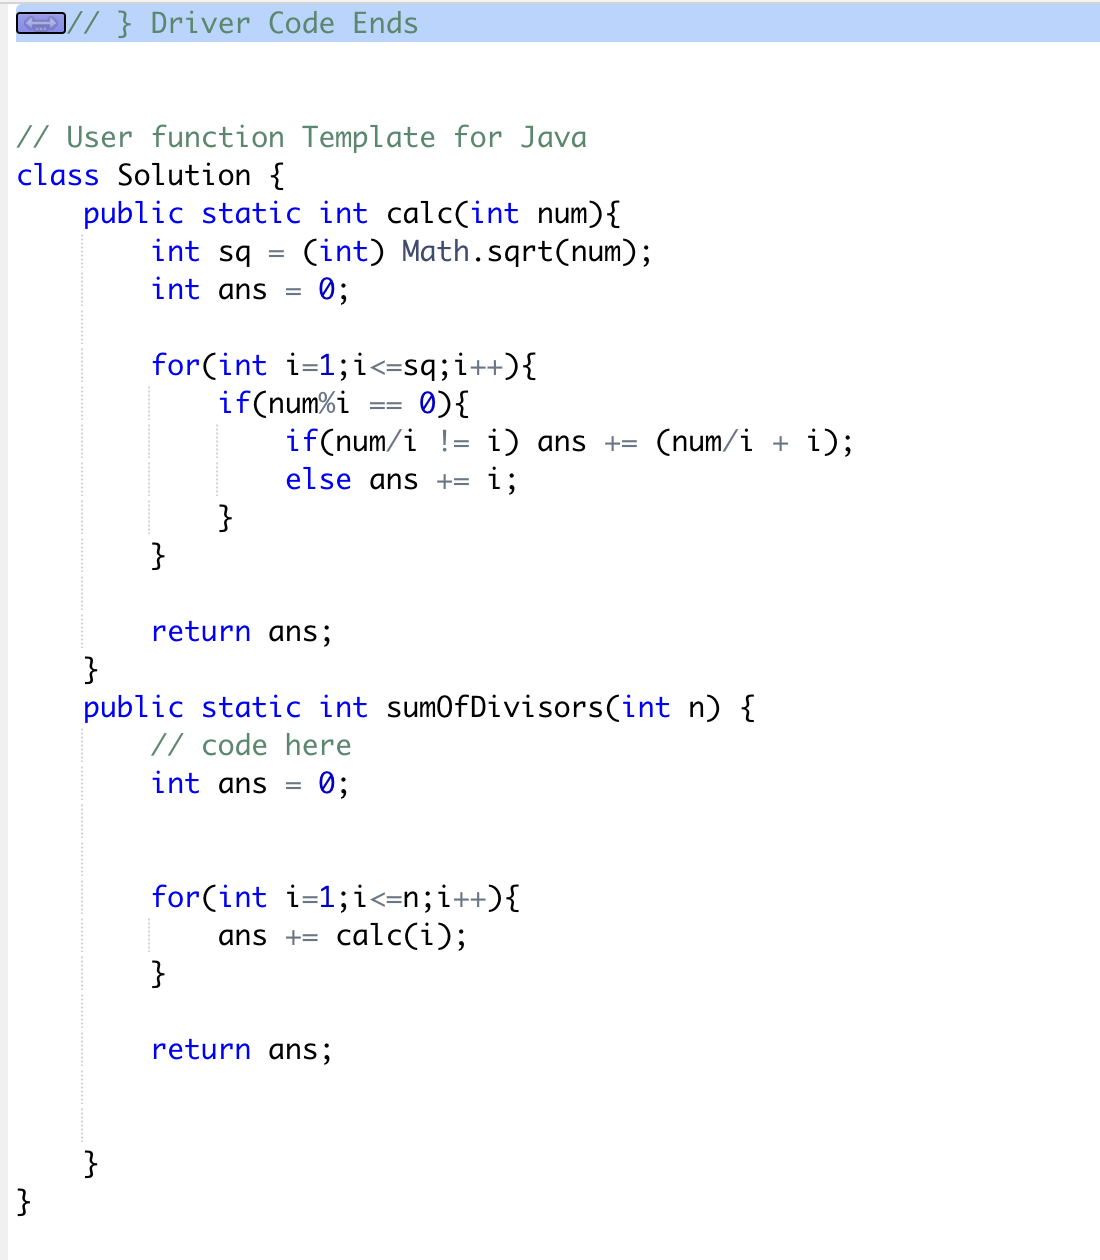 // } Driver Code Ends
// User function Template for Java
class Solution {
    public static int calc(int num){
        int sq = (int) Math.sqrt(num);
        int ans = 0;
        for(int i=1;i<=sq;i++){
            if(num%i == 0){
                if(num/i != i) ans += (num/i + i);
                else ans += i;
            }
        }
        return ans;
    }
    public static int sumOfDivisors(int n) {
        // code here
        int ans = 0;
        for(int i=1;i<=n;i++){
            ans += calc(i);
        }
        return ans;
    }
}